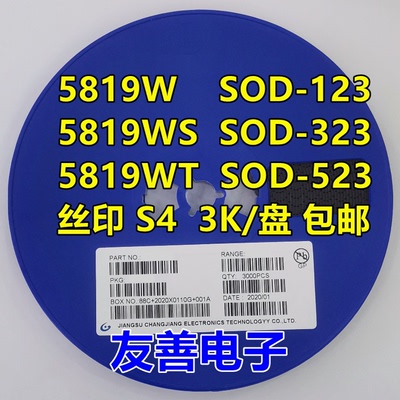 5819W SOD-123
5819WS SOD-323
5819WT SOD-523
丝印 S4 3K/盘 包邮
Pb
PART NO:
RANGE:
PKG
QTY: 3000PCS
BOX NO.:88C+2020X0110G+001A
DATE: 2020/01
JIANGSU CHANGJIANG ELECTRONICS TECHNOLOGYY CO.,LTD.
友善电子